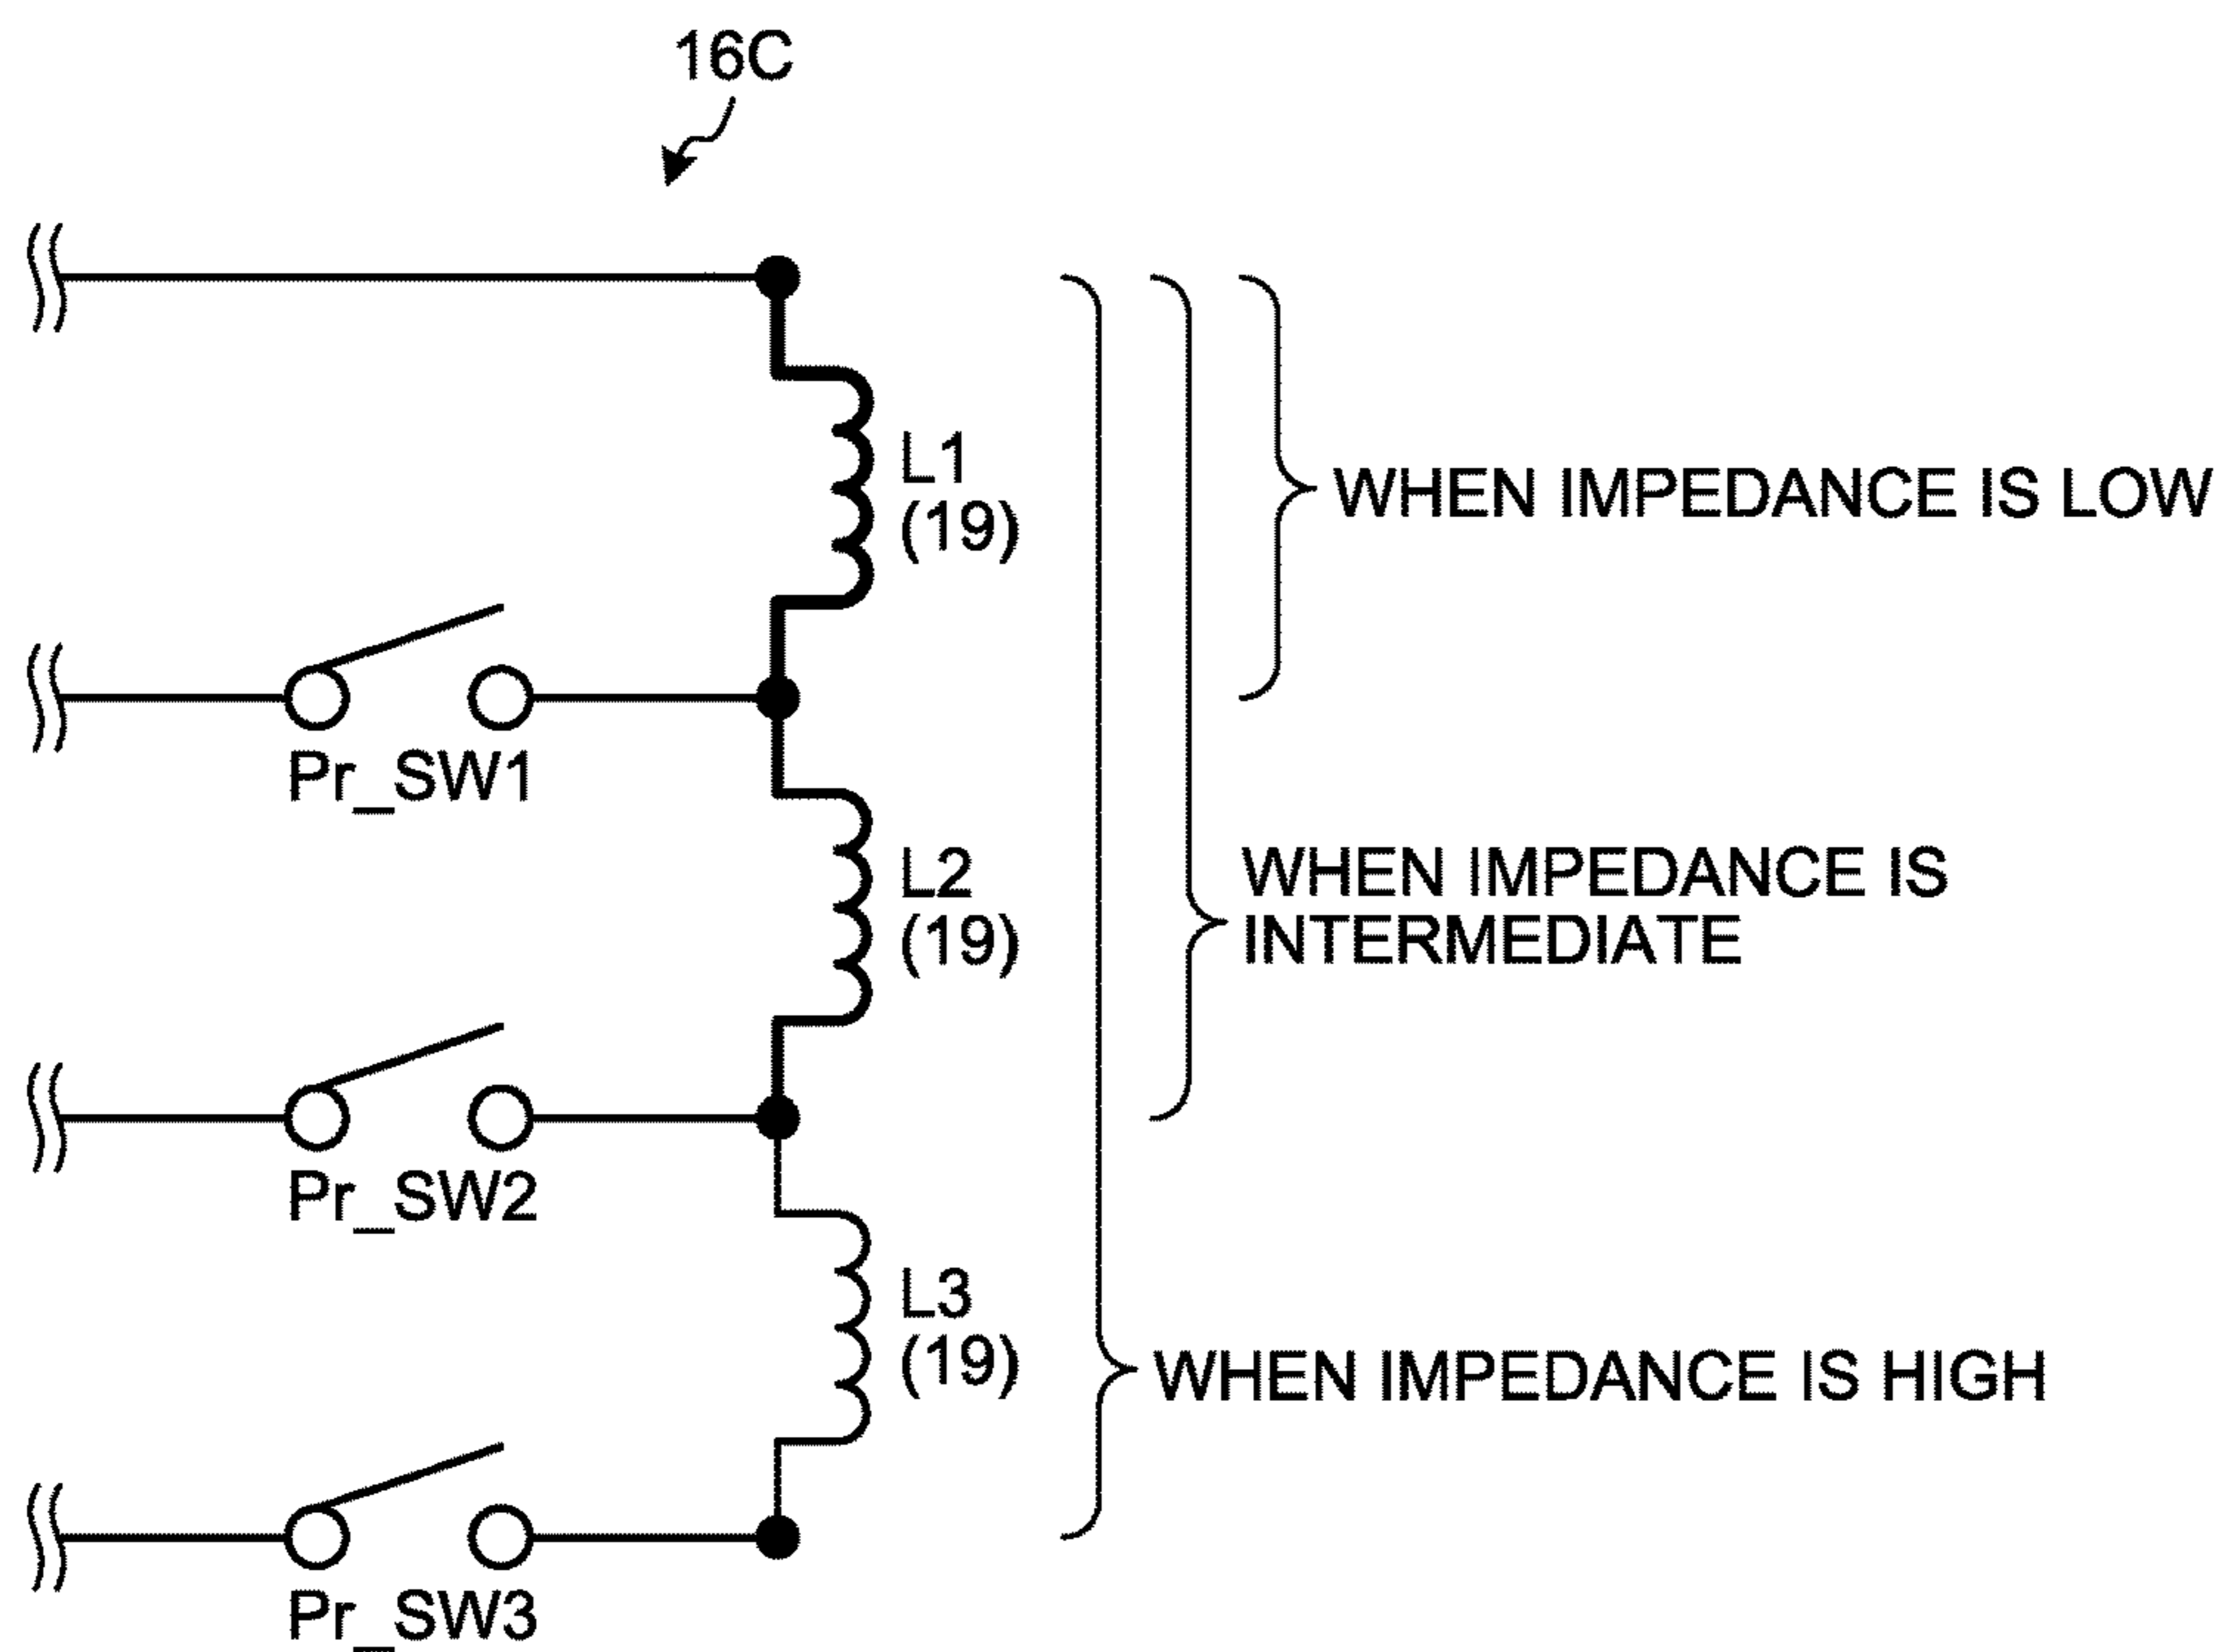 16C
L1
(19)
WHEN IMPEDANCE IS LOW
Pr_SW1
L2
(19)
WHEN IMPEDANCE IS
INTERMEDIATE
Pr_SW2
L3
(19)
WHEN IMPEDANCE IS HIGH
Pr_SW3